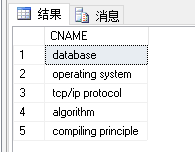 结果 消息
CNAME
1 database
2 operating system
3 tcp/ip protocol
4 algorithm
5 compiling principle